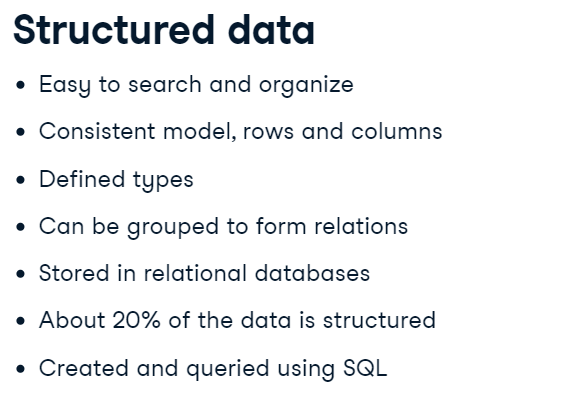 Structured data
• Easy to search and organize
• Consistent model, rows and columns
• Defined types
• Can be grouped to form relations
• Stored in relational databases
• About 20% of the data is structured
• Created and queried using SQL